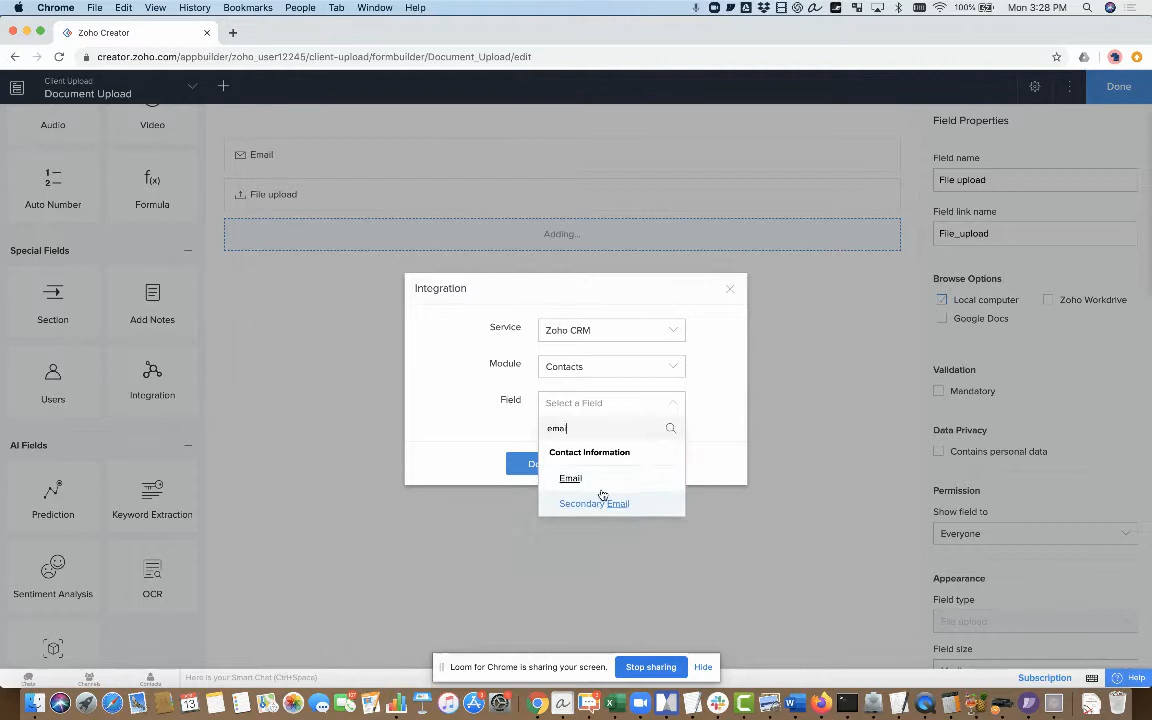 Chrome File Edit View History Bookmarks People Tab Window Help
100% Mon 3:28 PM
Zoho Creator
creator.zoho.com/appbuilder/zoho_user12245/client-upload/formbuilder/Document_Upload/edit
Client Upload
Document Upload
Done
Audio
Video
Auto Number
Formula
Special Fields
Section
Add Notes
Users
Integration
AI Fields
Prediction
Keyword Extraction
Sentiment Analysis
OCR
Email
File upload
Adding...
Integration
Service
Zoho CRM
Module
Contacts
Field
Select a Field
emai
Contact Information
Email
Secondary Email
Do
Field Properties
Field name
File upload
Field link name
File_upload
Browse Options
Local computer
Zoho Workdrive
Google Docs
Validation
Mandatory
Data Privacy
Contains personal data
Permission
Show field to
Everyone
Appearance
Field type
File upload
Field size
Loom for Chrome is sharing your screen.
Stop sharing
Hide
Chats
Channels
Contacts
Here is your Smart Chat (Ctrl+Space)
Subscription
Help